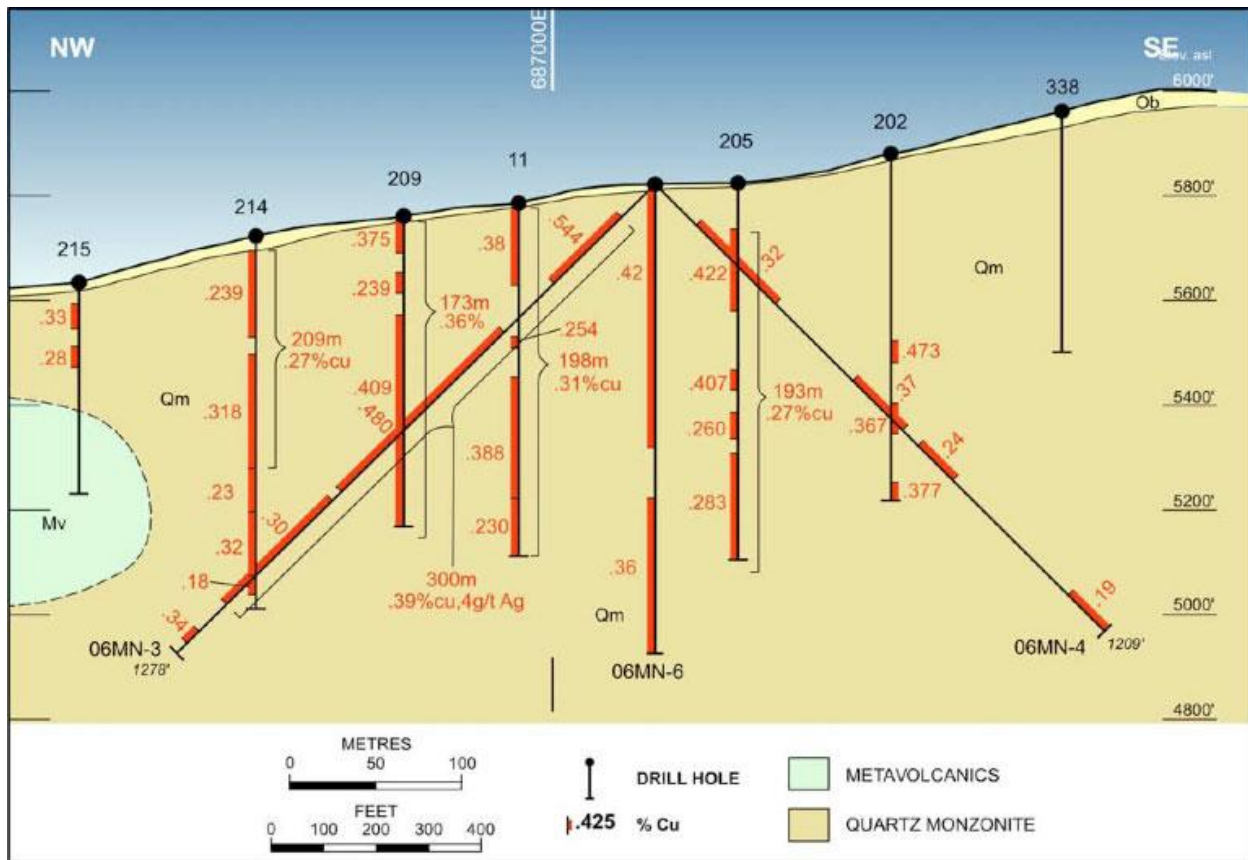 NW
687000E
SE
Elev. asl
6000'
338
Ob
202
205
11
209
5800'
214
215
.375
.38
.544
.42
.32
.422
Qm
.239
.239
.33
173m
.36%
5600'
.28
209m
.27%cu
.254
198m
.31%cu
.473
Qm
.318
.409
.480
.407
193m
.27%cu
.37
5400'
.260
.367
.388
.24
.23
.283
.377
5200'
Mv
.30
.230
.32
.36
.18
300m
.39%cu,4g/t Ag
Qm
.19
5000'
.34
06MN-3
1278'
06MN-6
06MN-4
1209'
4800'
METRES
0 50 100
FEET
0 100 200 300 400
DRILL HOLE
.425 % Cu
METAVOLCANICS
QUARTZ MONZONITE